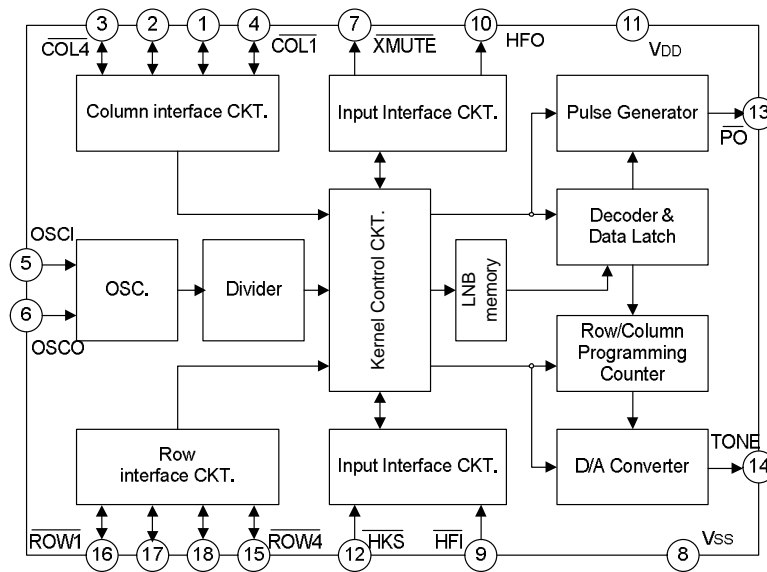 3 2 1 4 7 10 11
COL4 COL1 XMUTE HFO VDD
Column interface CKT.
Input Interface CKT.
Pulse Generator
13
PO
Decoder &
Data Latch
OSCI
5
OSC.
Divider
Kernel Control CKT.
LNB
memory
6
OSCO
Row/Column
Programming
Counter
Row
interface CKT.
Input Interface CKT.
D/A Converter
TONE
14
ROW1 ROW4 HKS HFI VSS
16 17 18 15 12 9 8